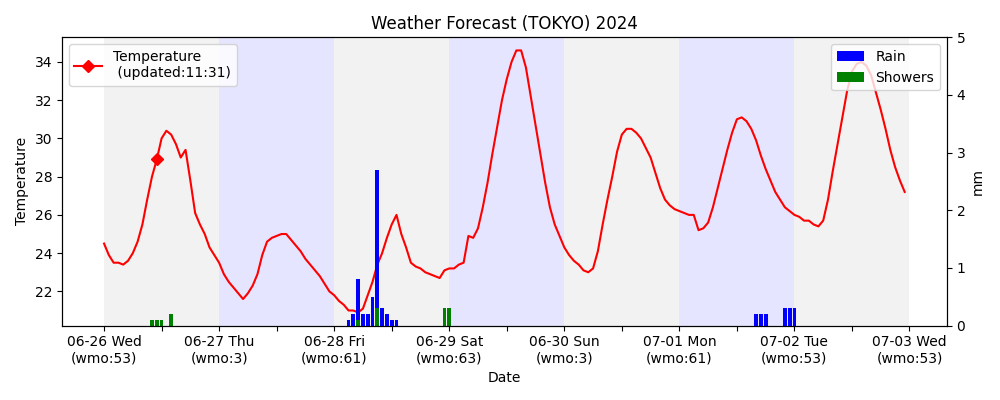 Weather Forecast (TOKYO) 2024
Temperature
(updated:11:31)
Rain
Showers
Temperature
34
32
30
28
26
24
22
5
4
3
2
1
0
mm
06-26 Wed
(wmo:53)
06-27 Thu
(wmo:3)
06-28 Fri
(wmo:61)
06-29 Sat
(wmo:63)
06-30 Sun
(wmo:3)
07-01 Mon
(wmo:61)
07-02 Tue
(wmo:53)
07-03 Wed
(wmo:53)
Date